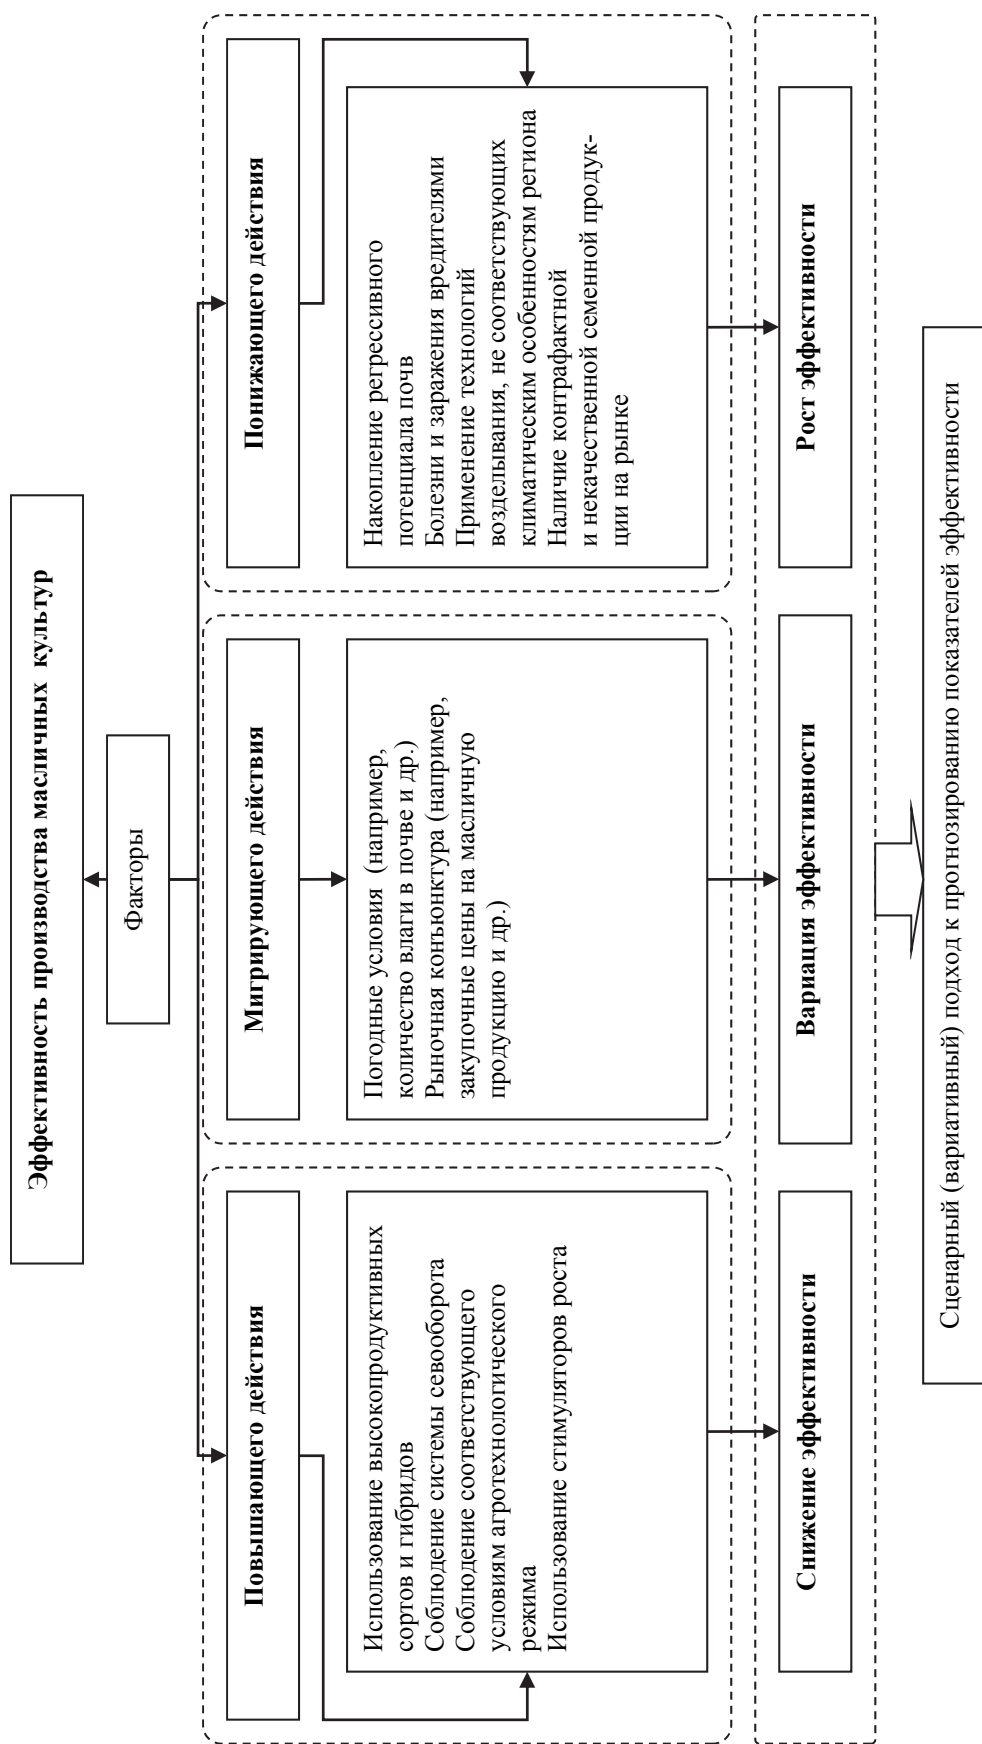 Эффективность производства масличных культур
Факторы
Повышающего действия
Мигрирующего действия
Понижающего действия
Использование высокопродуктивных
сортов и гибридов
Соблюдение системы севооборота
Соблюдение соответствующего
условиям агротехнологического
режима
Использование стимуляторов роста
Погодные условия (например,
количество влаги в почве и др.)
Рыночная конъюнктура (например,
закупочные цены на масличную
продукцию и др.)
Накопление регрессивного
потенциала почв
Болезни и заражения вредителями
Применение технологий
возделывания, не соответствующих
климатическим особенностям региона
Наличие контрафактной
и некачественной семенной продук-
ции на рынке
Снижение эффективности
Вариация эффективности
Рост эффективности
Сценарный (вариативный) подход к прогнозированию показателей эффективности